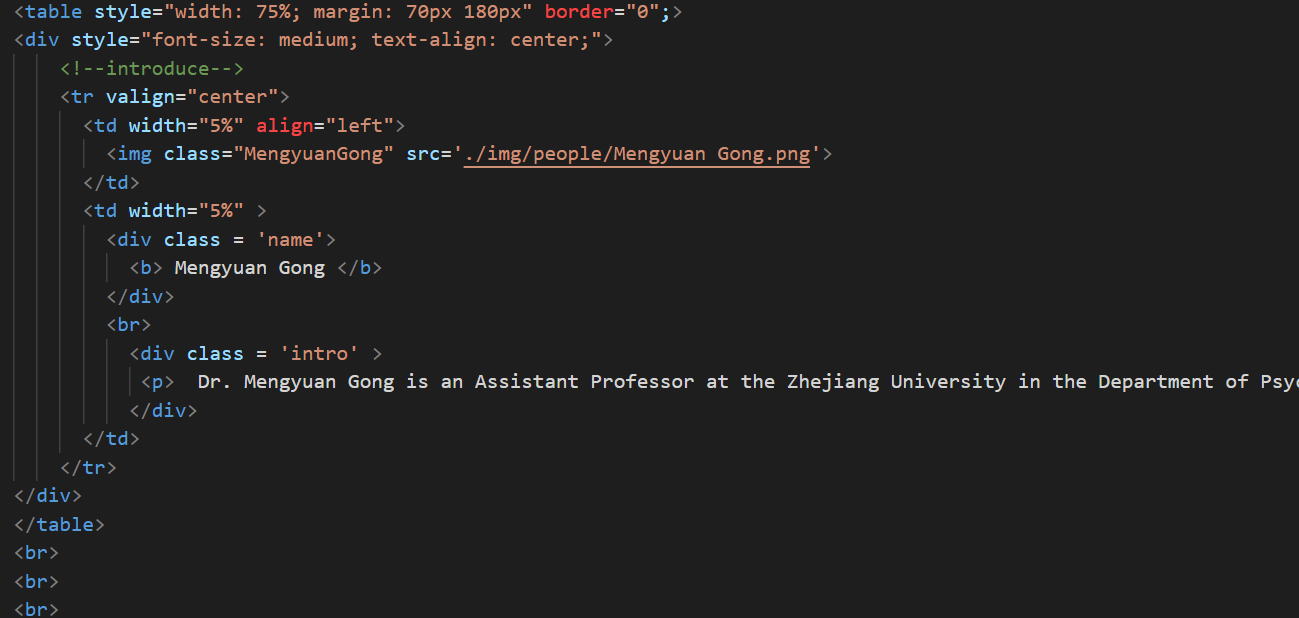 <table style="width: 75%; margin: 70px 180px" border="0";>
<div style="font-size: medium; text-align: center;">
<!--introduce-->
<tr valign="center">
<td width="5%" align="left">
<img class="MengyuanGong" src='./img/people/Mengyuan Gong.png'>
</td>
<td width="5%" >
<div class = 'name'>
<b> Mengyuan Gong </b>
</div>
<br>
<div class = 'intro' >
<p>  Dr. Mengyuan Gong is an Assistant Professor at the Zhejiang University in the Department of Psy
</div>
</td>
</tr>
</div>
</table>
<br>
<br>
<br>